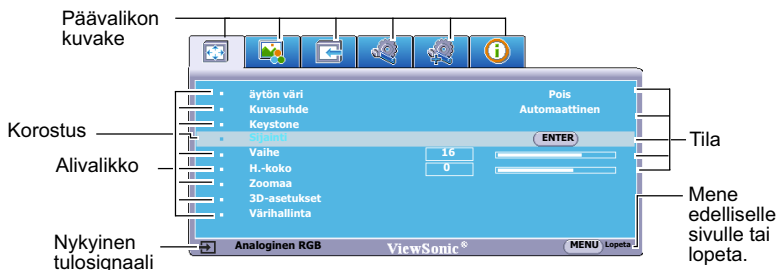 Päävalikon
kuvake
äytön väri Pois
Kuvasuhde Automaattinen
Keystone
Korostus
Sijainti ENTER
Tila
Vaihe 16
Alivalikko
H.-koko 0
Zoomaa
3D-asetukset
Värihallinta
Mene
edelliselle
sivulle tai
lopeta.
Nykyinen
tulosignaali
Analoginen RGB ViewSonic® MENU Lopeta